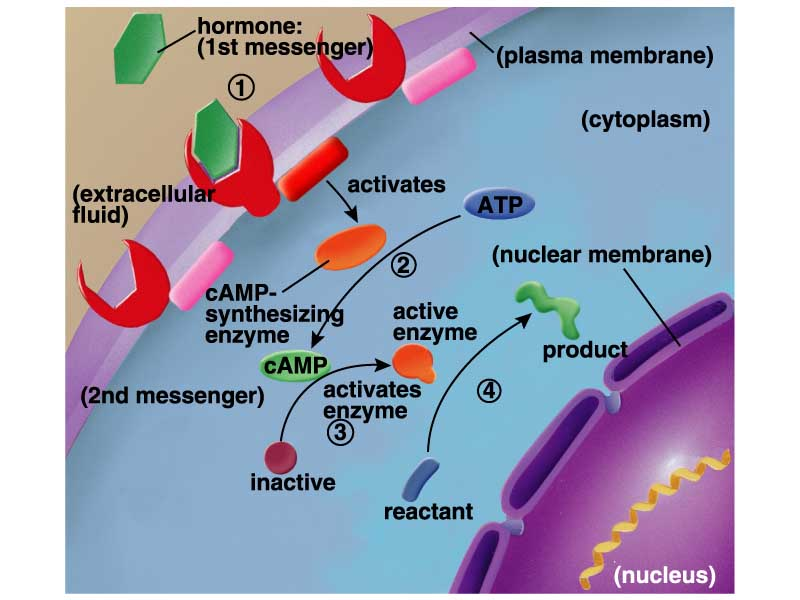 hormone:
(1st messenger)
①
(plasma membrane)
(cytoplasm)
(extracellular
fluid)
activates
ATP
②
(nuclear membrane)
cAMP-
synthesizing
enzyme
active
enzyme
product
cAMP
(2nd messenger)
activates
enzyme
③
④
inactive
reactant
(nucleus)